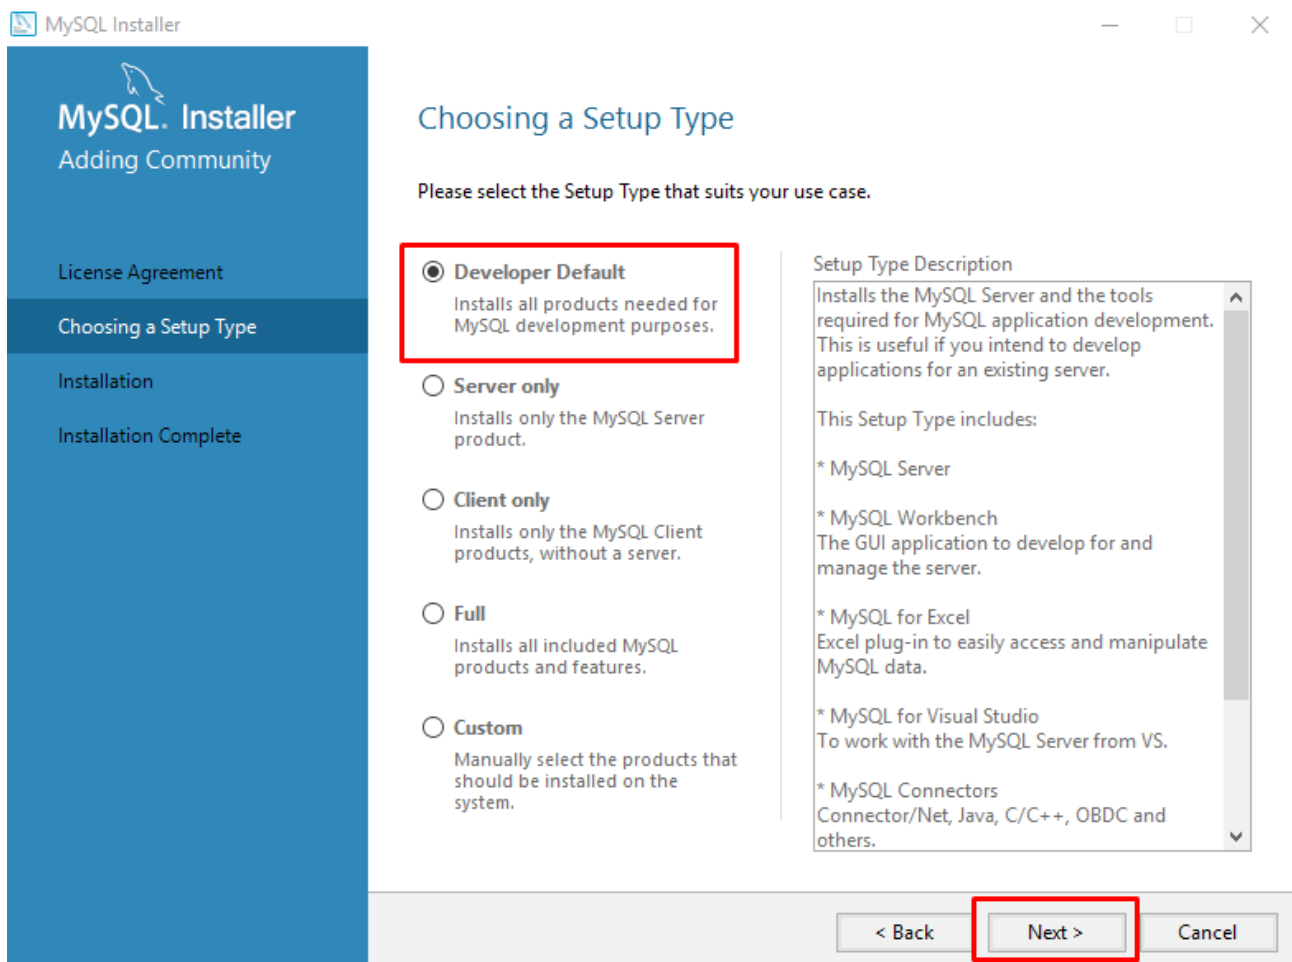 MySQL Installer
MySQL. Installer
Adding Community
License Agreement
Choosing a Setup Type
Installation
Installation Complete
Choosing a Setup Type
Please select the Setup Type that suits your use case.
Developer Default
Installs all products needed for
MySQL development purposes.
Server only
Installs only the MySQL Server
product.
Client only
Installs only the MySQL Client
products, without a server.
Full
Installs all included MySQL
products and features.
Custom
Manually select the products that
should be installed on the
system.
Setup Type Description
Installs the MySQL Server and the tools
required for MySQL application development.
This is useful if you intend to develop
applications for an existing server.
This Setup Type includes:
* MySQL Server
* MySQL Workbench
The GUI application to develop for and
manage the server.
* MySQL for Excel
Excel plug-in to easily access and manipulate
MySQL data.
* MySQL for Visual Studio
To work with the MySQL Server from VS.
* MySQL Connectors
Connector/Net, Java, C/C++, OBDC and
others.
< Back
Next >
Cancel